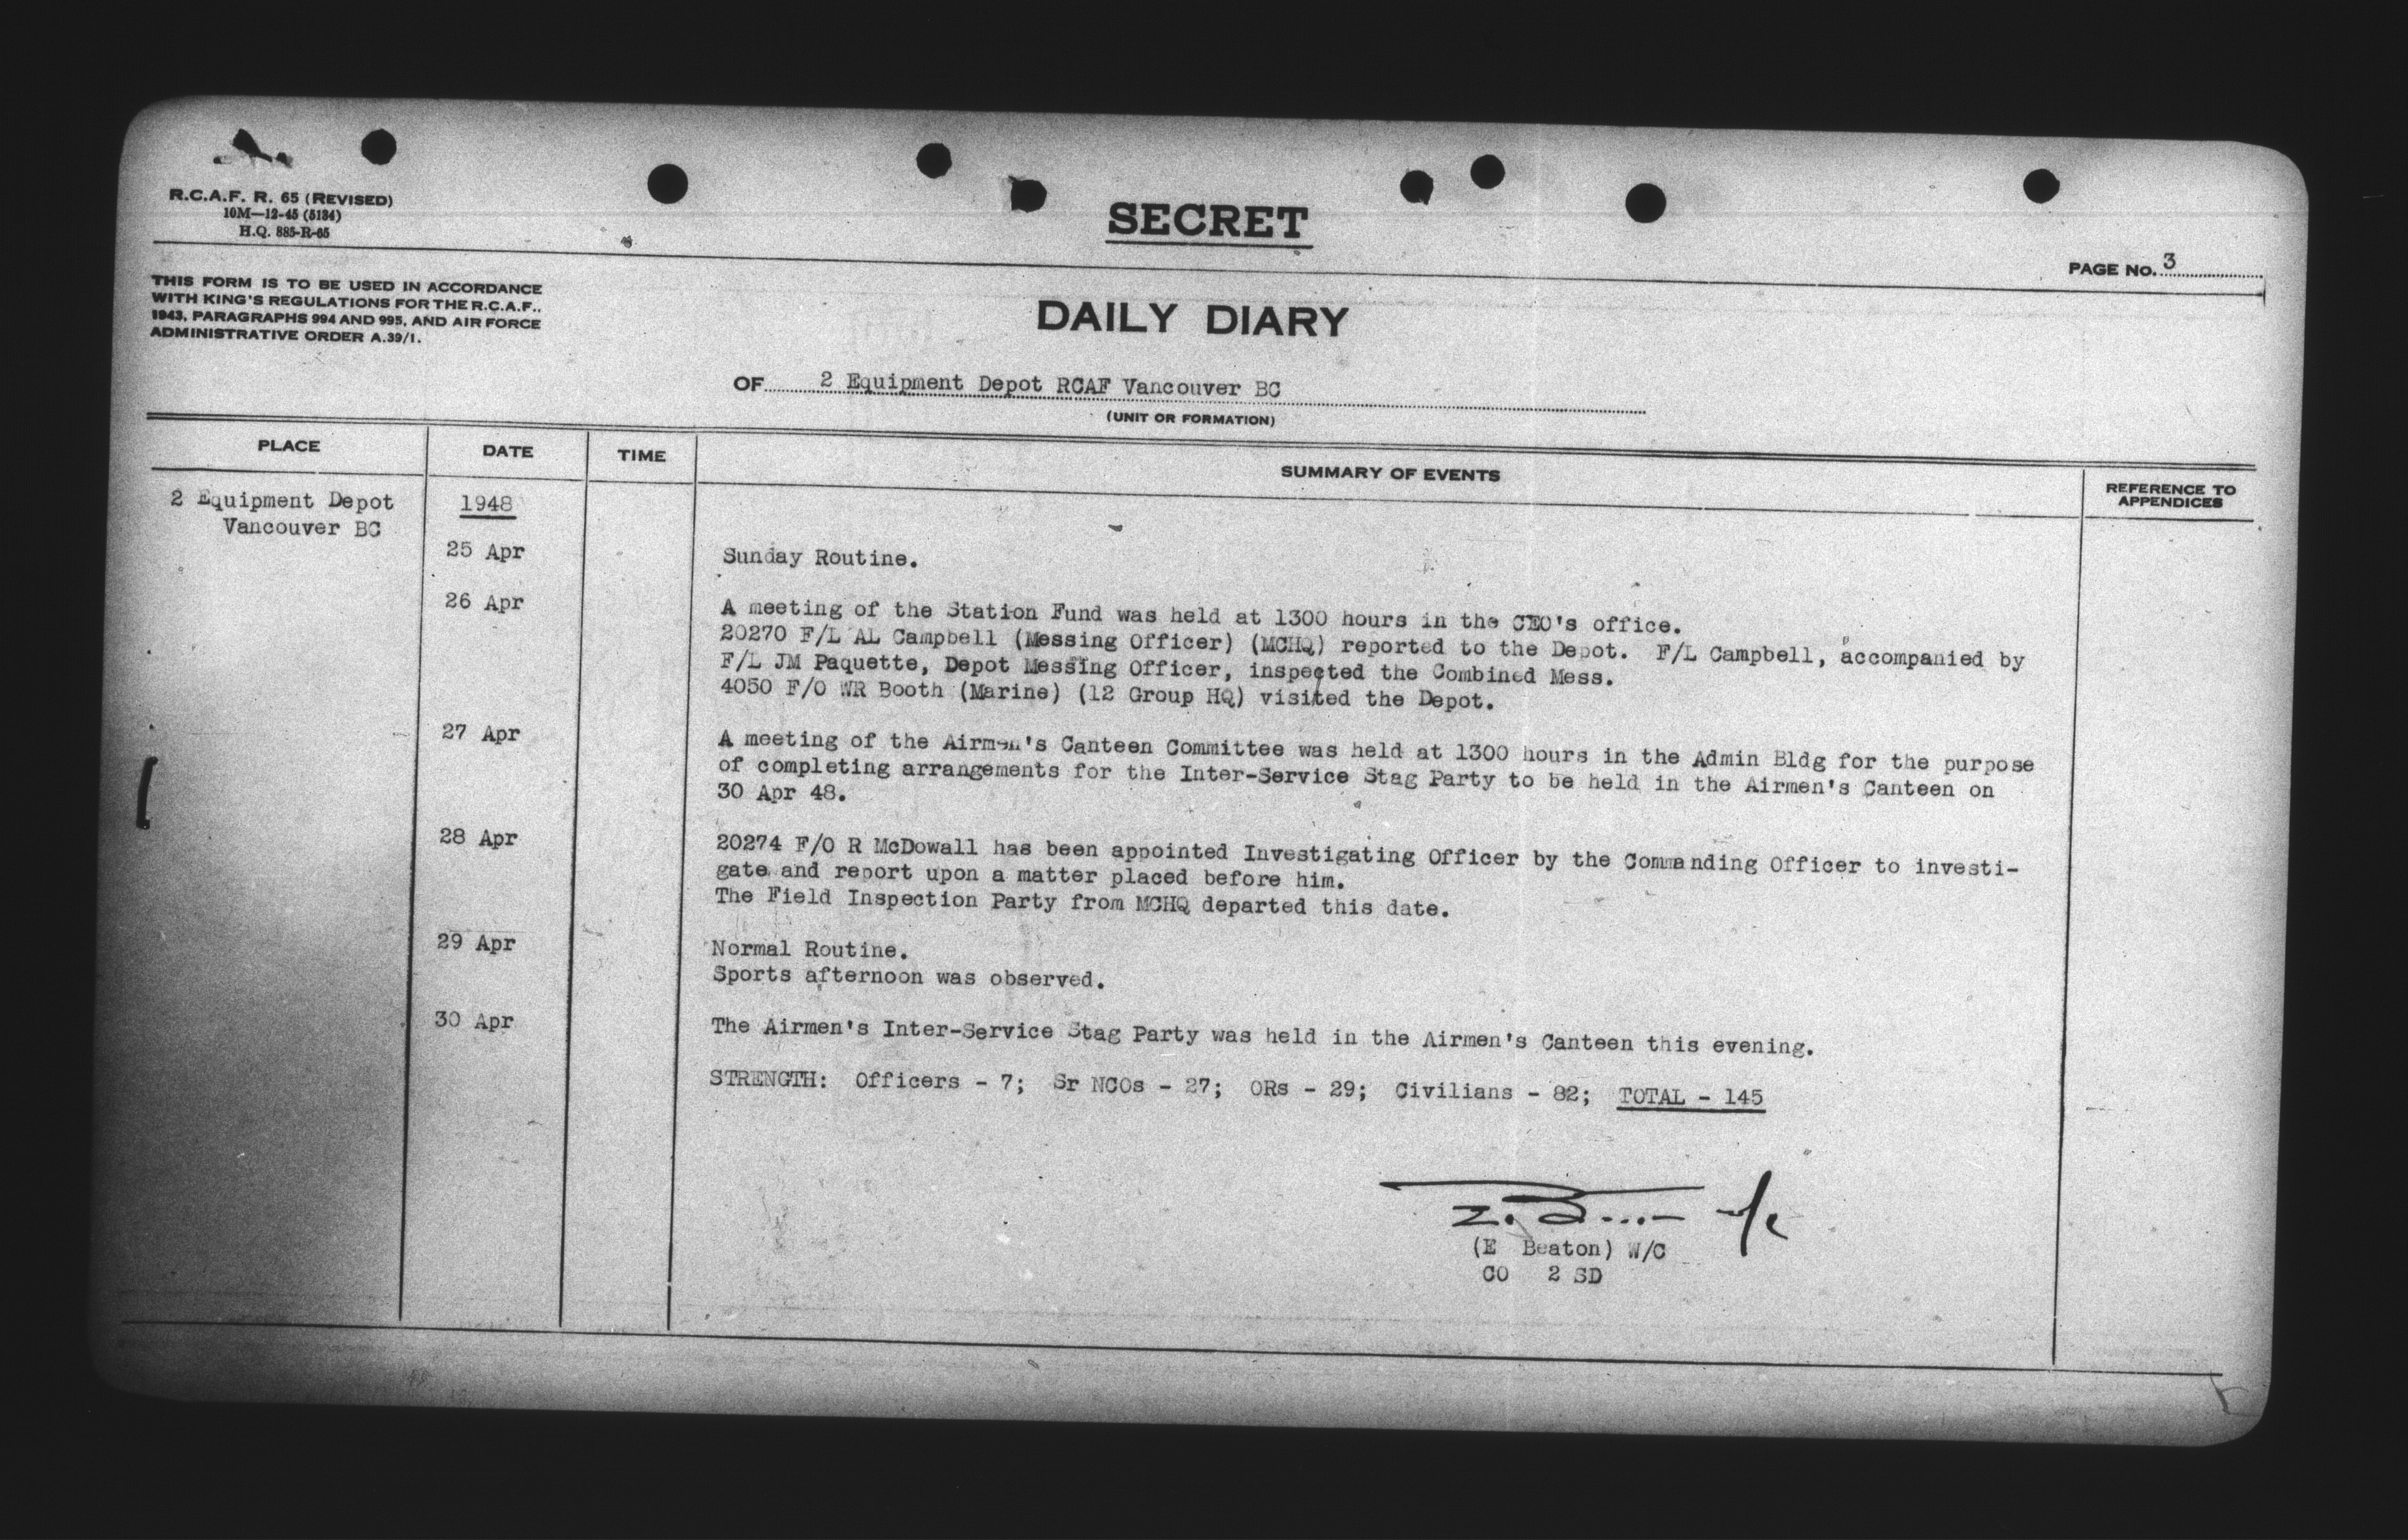 R.C.A.F. R. 65 (REVISED)
10M—12-45 (5134)
H.Q. 885-R-65
SECRET
PAGE No. 3
THIS FORM IS TO BE USED IN ACCORDANCE
WITH KING'S REGULATIONS FOR THE R.C.A.F.,
1943, PARAGRAPHS 994 AND 995, AND AIR FORCE
ADMINISTRATIVE ORDER A.39/1.
DAILY DIARY
OF 2 Equipment Depot RCAF Vancouver BC
(UNIT OR FORMATION)
PLACE DATE TIME SUMMARY OF EVENTS REFERENCE TO APPENDICES
2 Equipment Depot 1948
Vancouver BC
25 Apr Sunday Routine.
26 Apr A meeting of the Station Fund was held at 1300 hours in the CEO's office.
20270 F/L AL Campbell (Messing Officer) (MCHQ) reported to the Depot. F/L Campbell, accompanied by
F/L JM Paquette, Depot Messing Officer, inspected the Combined Mess.
4050 F/O WR Booth (Marine) (12 Group HQ) visited the Depot.
27 Apr A meeting of the Airmen's Canteen Committee was held at 1300 hours in the Admin Bldg for the purpose
of completing arrangements for the Inter-Service Stag Party to be held in the Airmen's Canteen on
30 Apr 48.
28 Apr 20274 F/O R McDowall has been appointed Investigating Officer by the Commanding Officer to investi-
gate and report upon a matter placed before him.
The Field Inspection Party from MCHQ departed this date.
29 Apr Normal Routine.
Sports afternoon was observed.
30 Apr The Airmen's Inter-Service Stag Party was held in the Airmen's Canteen this evening.
STRENGTH: Officers - 7; Sr NCOs - 27; ORs - 29; Civilians - 82; TOTAL - 145
(E Beaton) W/C
CO 2 SD